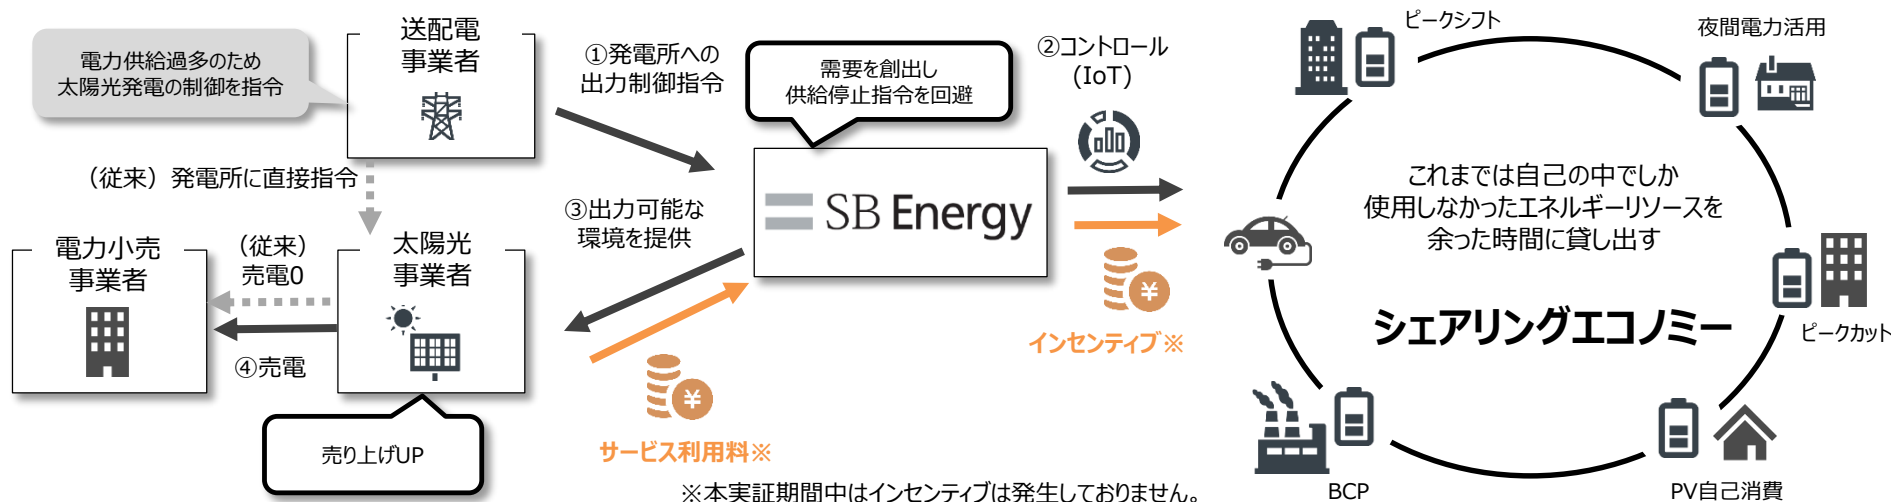 電力供給過多のため
太陽光発電の制御を指令
送配電
事業者
①発電所への
出力制御指令
需要を創出し
供給停止指令を回避
②コントロール
(IoT)
ピークシフト
夜間電力活用
（従来）発電所に直接指令
③出力可能な
環境を提供
SB Energy
これまでは自己の中でしか
使用しなかったエネルギーリソースを
余った時間に貸し出す
電力小売
事業者
（従来）
売電0
太陽光
事業者
シェアリングエコノミー
ピークカット
インセンティブ※
④売電
売り上げUP
サービス利用料※
※本実証期間中はインセンティブは発生しておりません。
BCP
PV自己消費